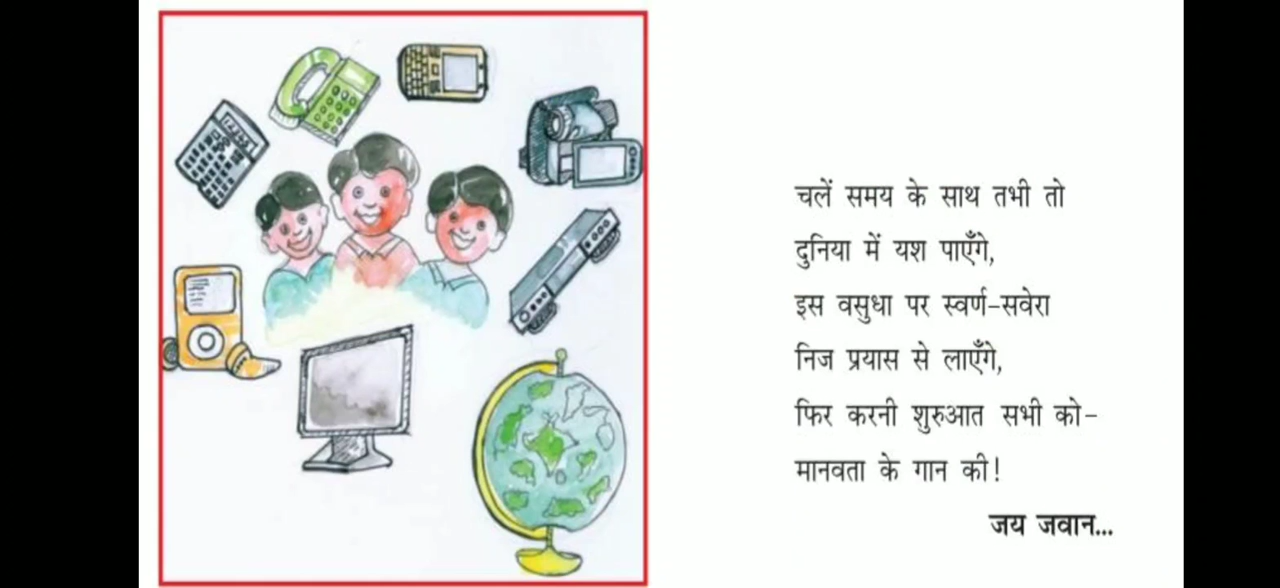 चलें समय के साथ तभी तो
दुनिया में यश पाएँगे,
इस वसुधा पर स्वर्ण-सवेरा
निज प्रयास से लाएँगे,
फिर करनी शुरुआत सभी को-
मानवता के गान की!
जय जवान...